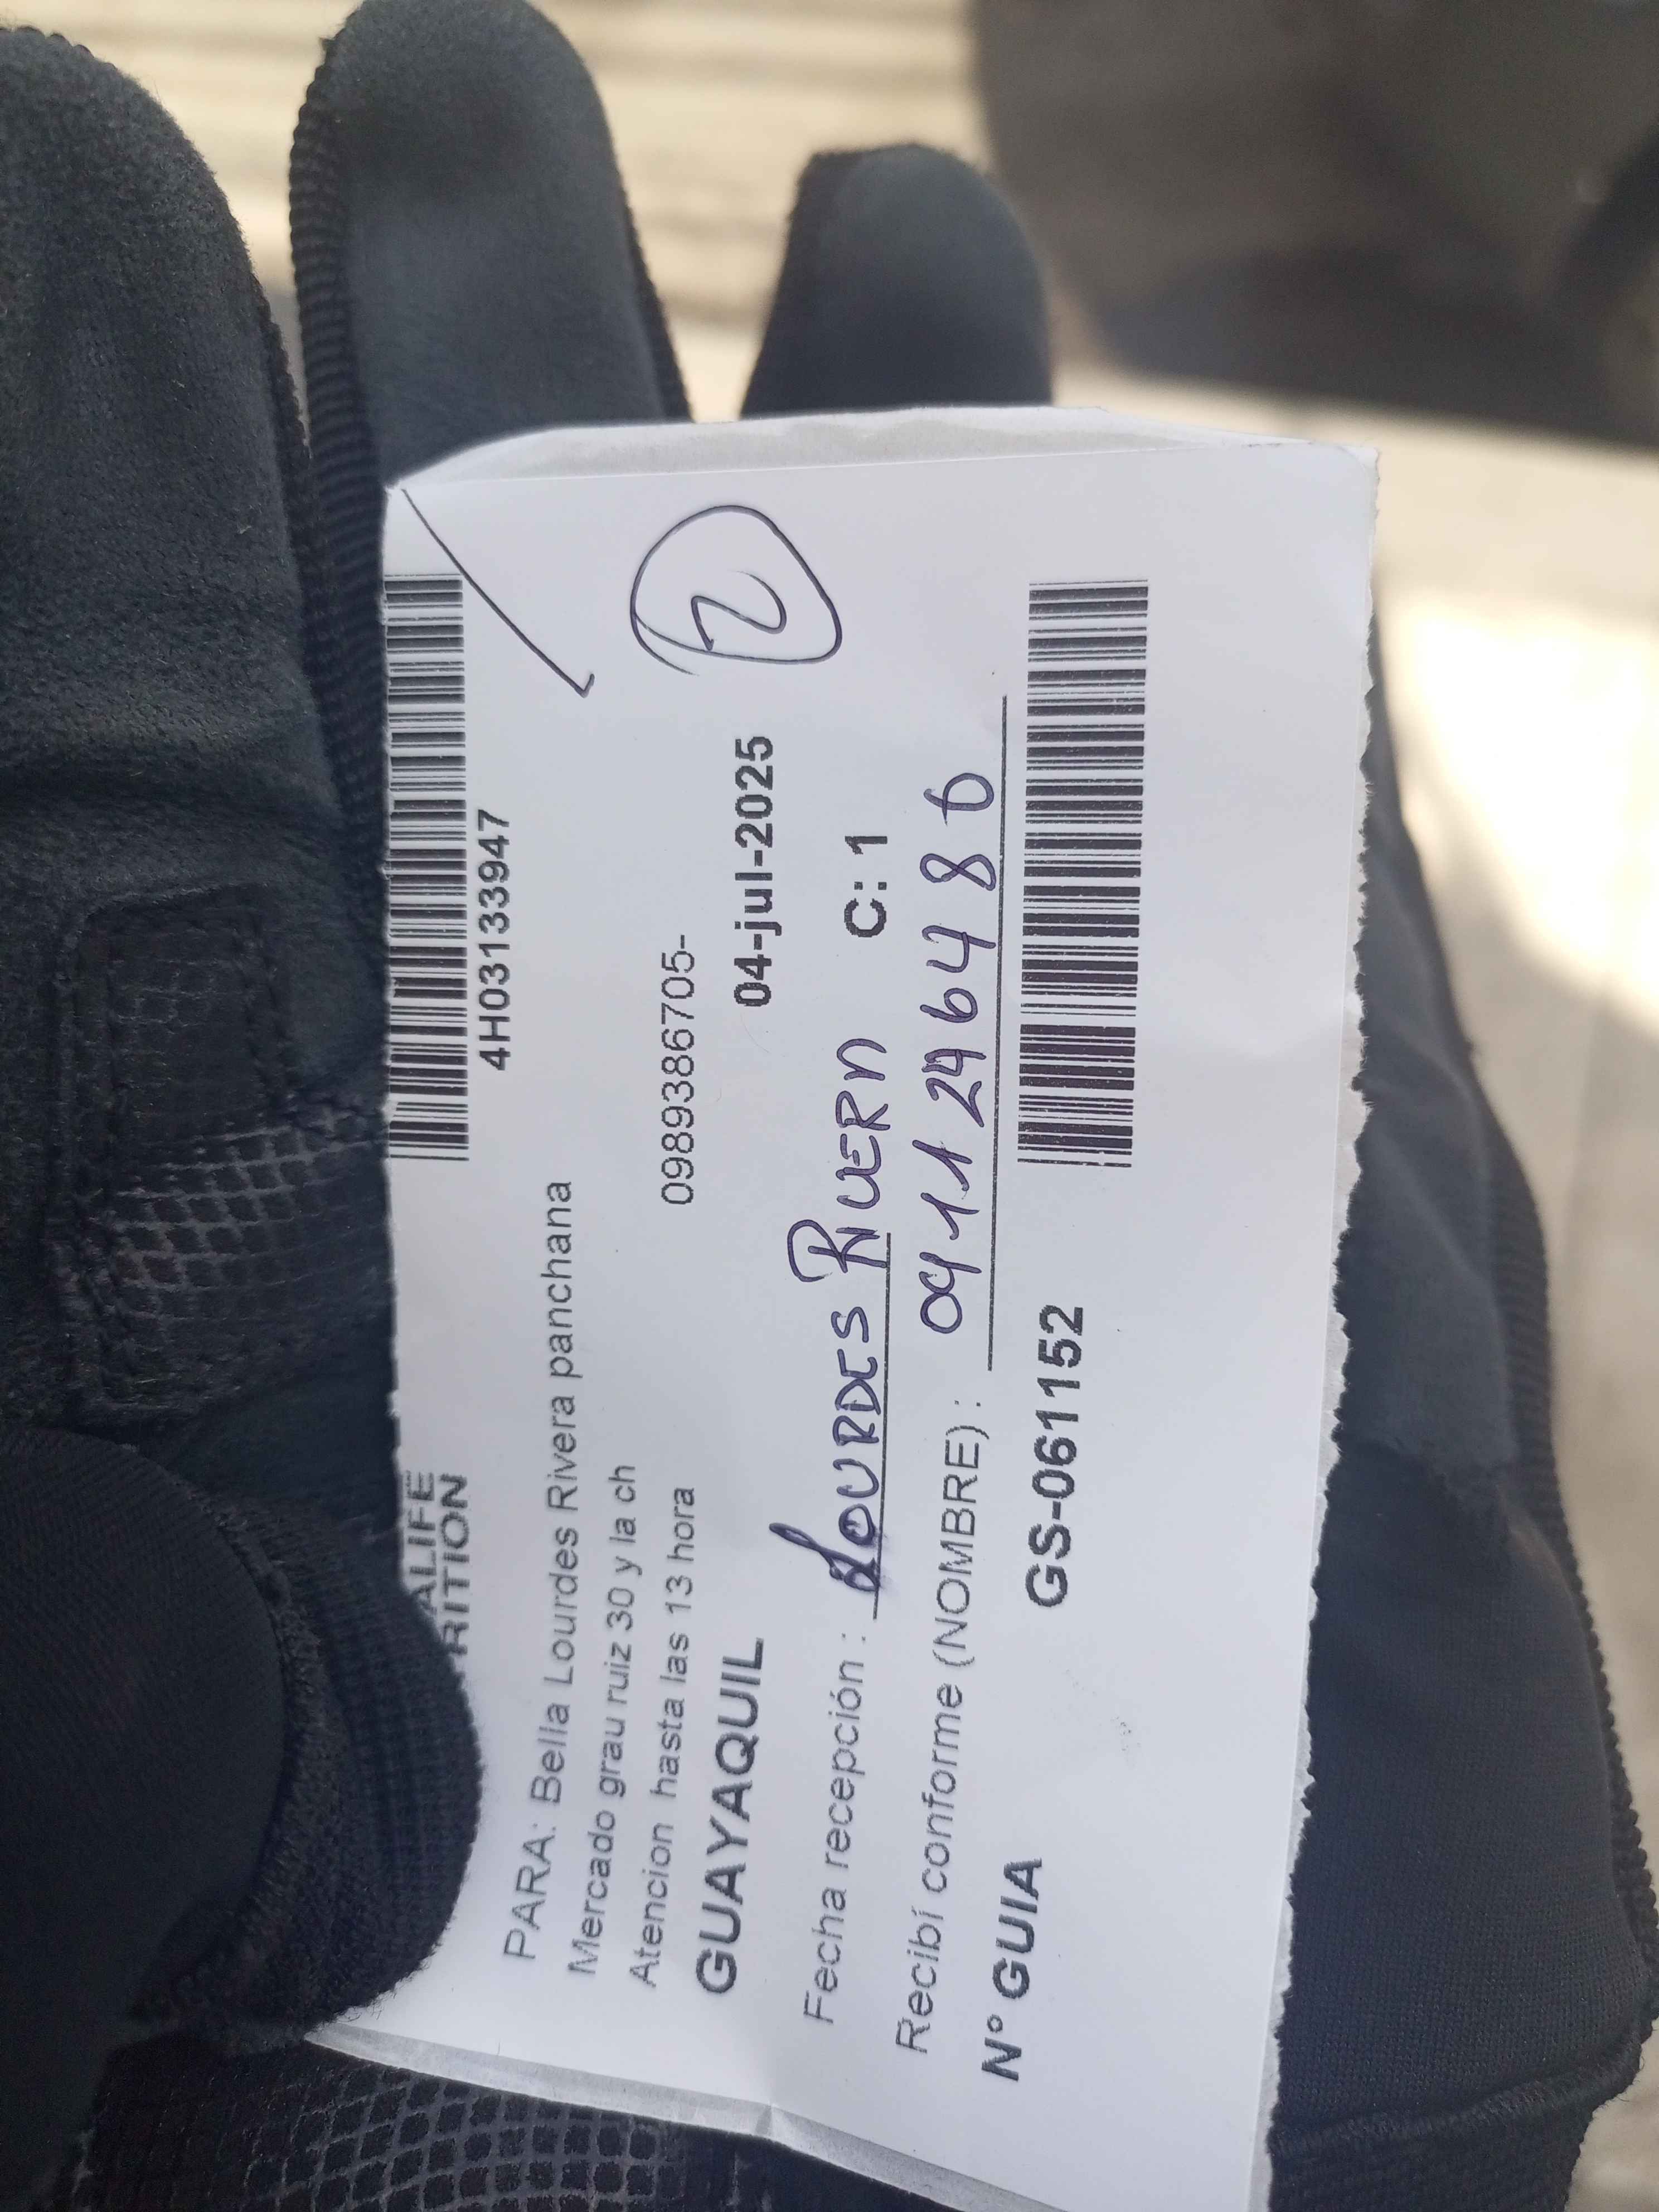 ALIFE
RITION
4H03133947
PARA: Bella Lourdes Rivera panchana
Mercado grau ruiz 30 y la ch
Atencion hasta las 13 hora
0989386705-
GUAYAQUIL
04-jul-2025
2
Fecha recepción : Lourdes Rivera
C: 1
Recibí conforme (NOMBRE) : 0911296486
N° GUIA
GS-061152